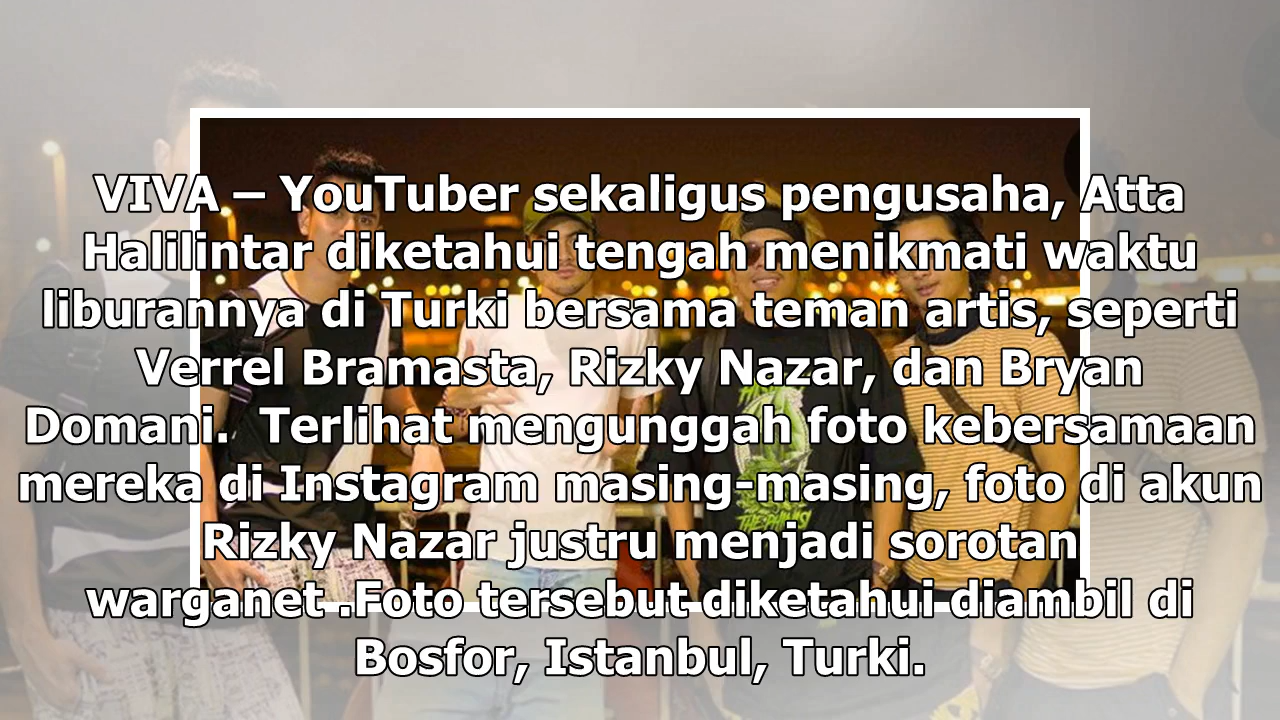 VIVA – YouTuber sekaligus pengusaha, Atta
Halilintar diketahui tengah menikmati waktu
liburannya di Turki bersama teman artis, seperti
Verrel Bramasta, Rizky Nazar, dan Bryan
Domani.  Terlihat mengunggah foto kebersamaan
mereka di Instagram masing-masing, foto di akun
Rizky Nazar justru menjadi sorotan
warganet .Foto tersebut diketahui diambil di
Bosfor, Istanbul, Turki.